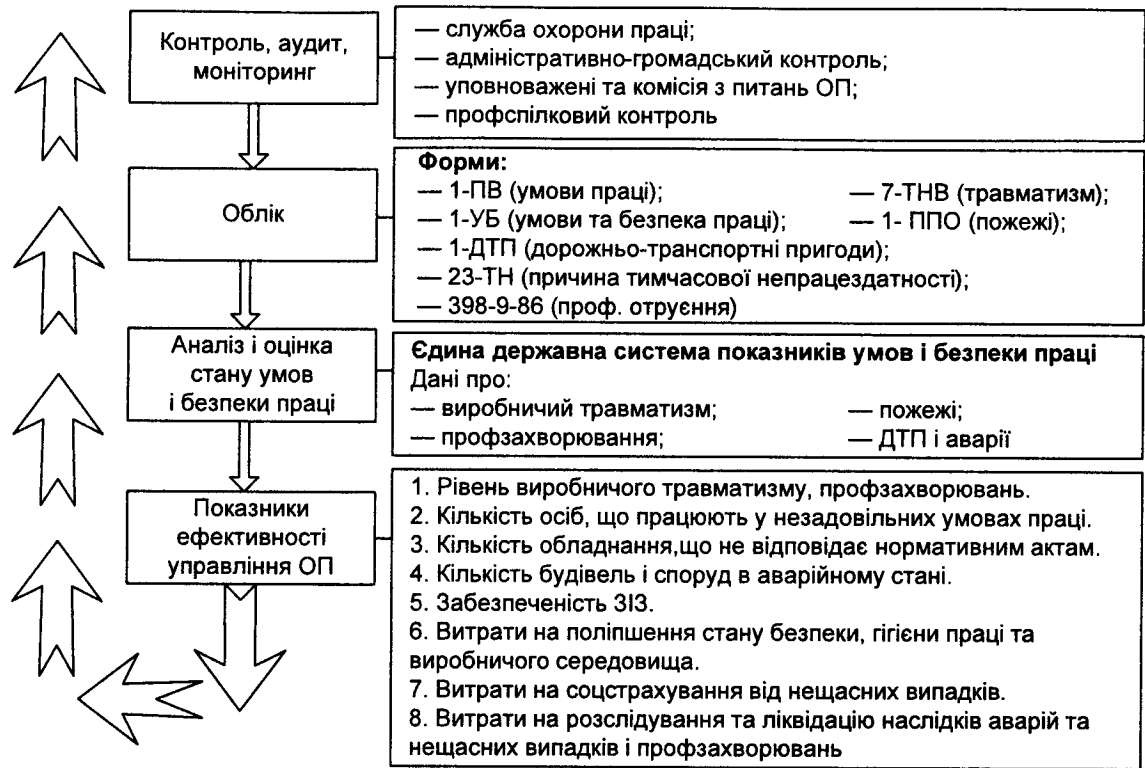 Контроль, аудит,
моніторинг
— служба охорони праці;
— адміністративно-громадський контроль;
— уповноважені та комісія з питань ОП;
— профспілковий контроль
Облік
Форми:
— 1-ПВ (умови праці);
— 7-ТНВ (травматизм);
— 1-УБ (умови та безпека праці);
— 1- ППО (пожежі);
— 1-ДТП (дорожньо-транспортні пригоди);
— 23-ТН (причина тимчасової непрацездатності);
— 398-9-86 (проф. отруєння)
Аналіз і оцінка
стану умов
і безпеки праці
Єдина державна система показників умов і безпеки праці
Дані про:
— виробничий травматизм;
— пожежі;
— профзахворювання;
— ДТП і аварії
Показники
ефективності
управління ОП
1. Рівень виробничого травматизму, профзахворювань.
2. Кількість осіб, що працюють у незадовільних умовах праці.
3. Кількість обладнання,що не відповідає нормативним актам.
4. Кількість будівель і споруд в аварійному стані.
5. Забезпеченість ЗІЗ.
6. Витрати на поліпшення стану безпеки, гігієни праці та
виробничого середовища.
7. Витрати на соцстрахування від нещасних випадків.
8. Витрати на розслідування та ліквідацію наслідків аварій та
нещасних випадків і профзахворювань